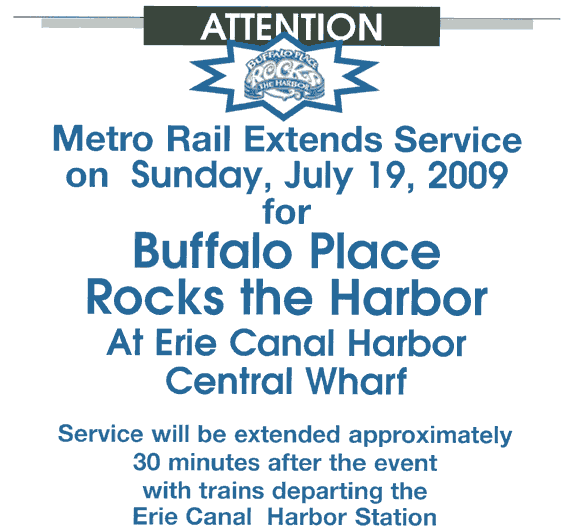 ATTENTION
BUFFALO PLACE
ROCKS
THE HARBOR
Metro Rail Extends Service
on Sunday, July 19, 2009
for
Buffalo Place
Rocks the Harbor
At Erie Canal Harbor
Central Wharf
Service will be extended approximately
30 minutes after the event
with trains departing the
Erie Canal Harbor Station